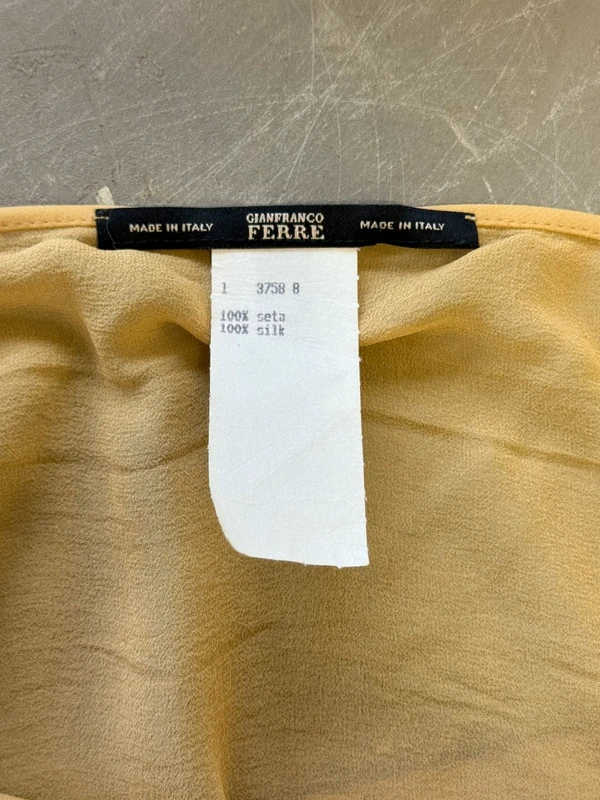 MADE IN ITALY
GIANFRANCO
FERRE
MADE IN ITALY
1 3758 8
100% seta
100% silk